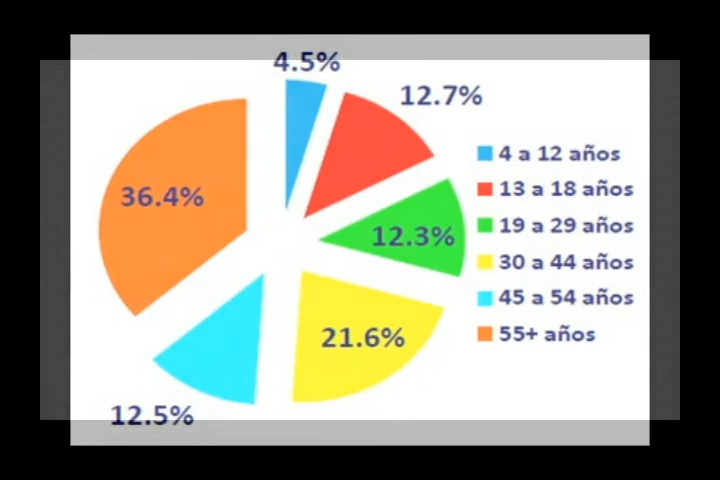 4.5%
12.7%
36.4%
12.3%
21.6%
12.5%
4 a 12 años
13 a 18 años
19 a 29 años
30 a 44 años
45 a 54 años
55+ años